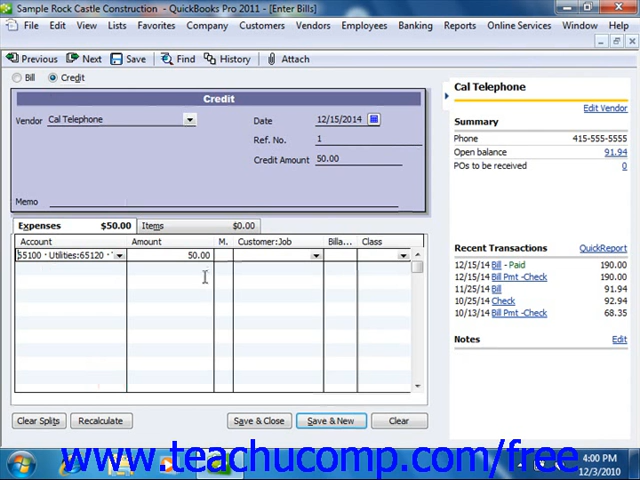 Sample Rock Castle Construction - QuickBooks Pro 2011 - [Enter Bills]
File Edit View Lists Favorites Company Customers Vendors Employees Banking Reports Online Services Window
Previous Next Save Find History Attach
Bill Credit
Credit
Vendor Cal Telephone Date 12/15/2014
Ref. No. 1
Credit Amount 50.00
Memo
Expenses $50.00 Items $0.00
Account Amount M. Customer:Job Billa... Class
65100 · Utilities:65120 · 50.00
Clear Splits Recalculate Save & Close Save & New Clear
Cal Telephone
Edit Vendor
Summary
Phone 415-555-5555
Open balance 91.94
POs to be received 0
Recent Transactions QuickReport
12/15/14 Bill - Paid 190.00
12/15/14 Bill Pmt -Check 190.00
11/25/14 Bill 91.94
10/25/14 Check 92.94
10/13/14 Bill Pmt -Check 68.35
Notes Edit
www.teachucomp.com/free
4:00 PM
12/3/2010